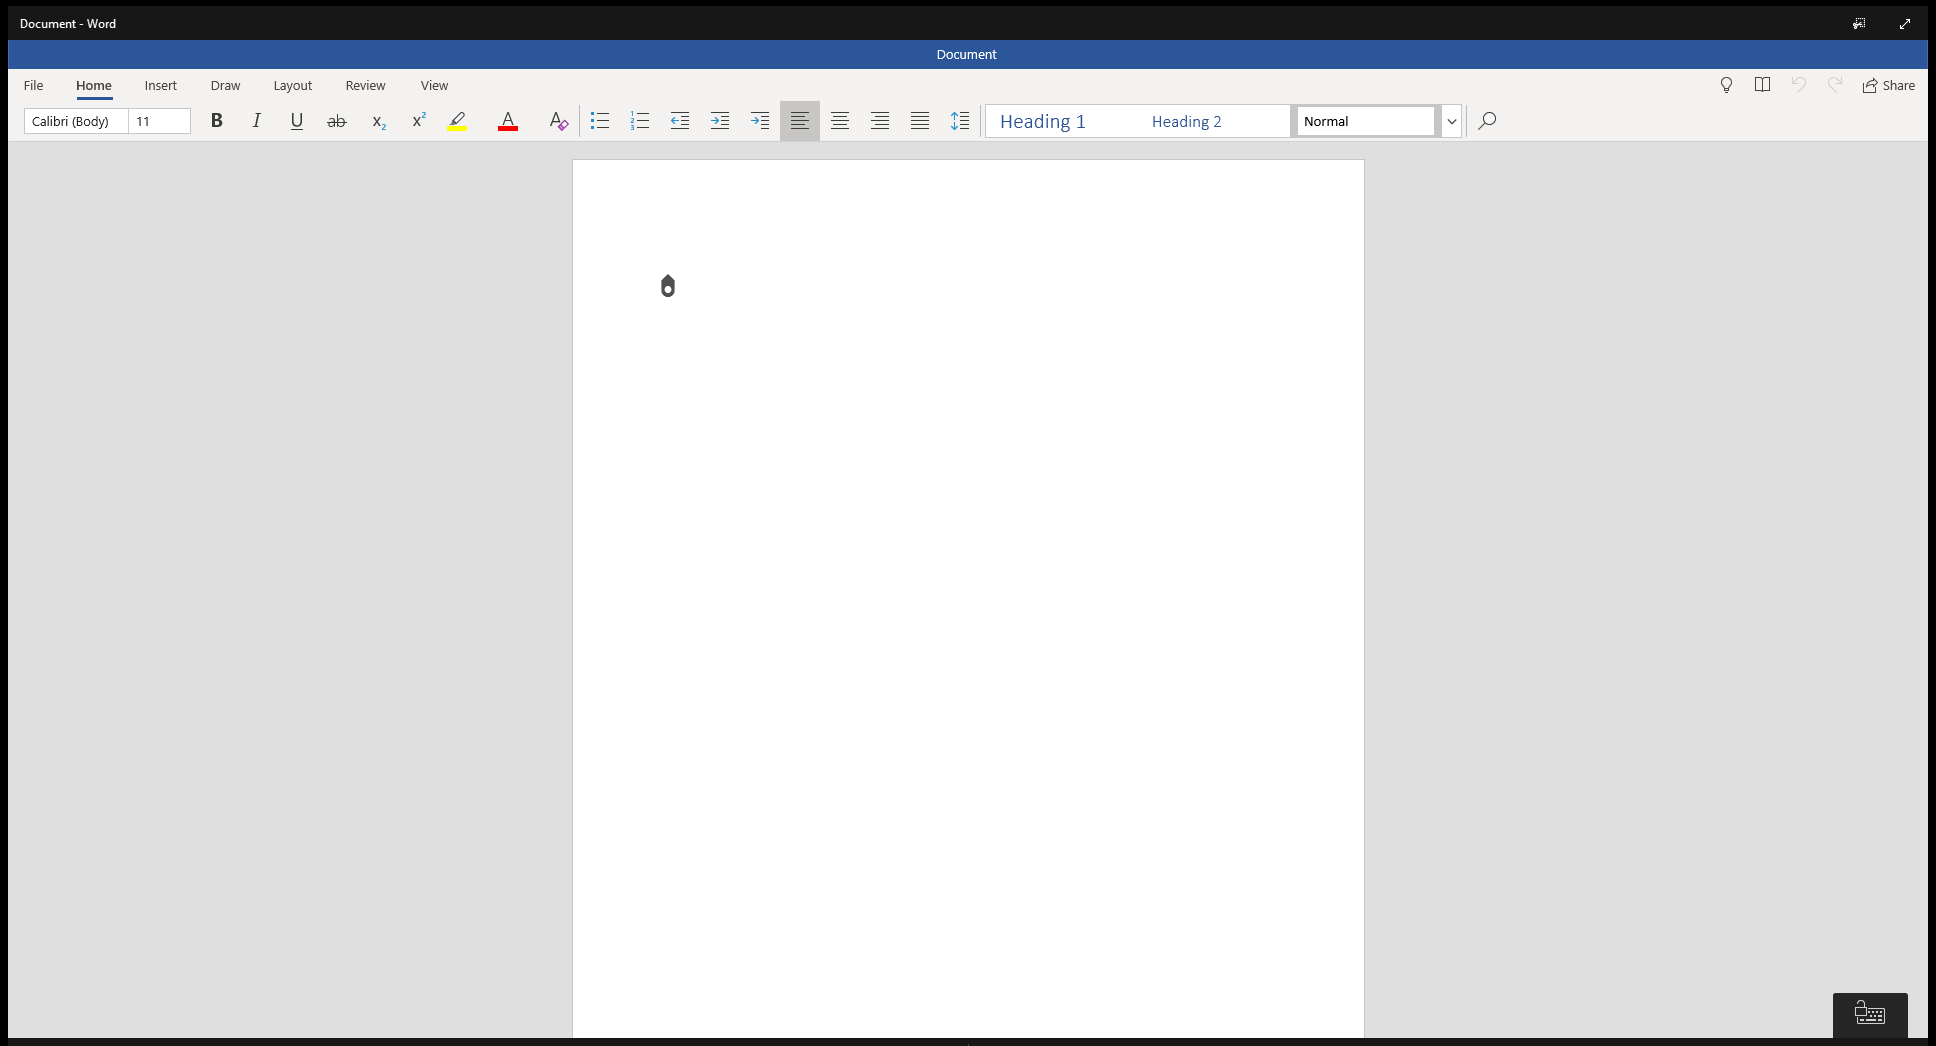 Document - Word
Document
File Home Insert Draw Layout Review View Share
Calibri (Body) 11 B I U ab x₂ x² A A Heading 1 Heading 2 Normal